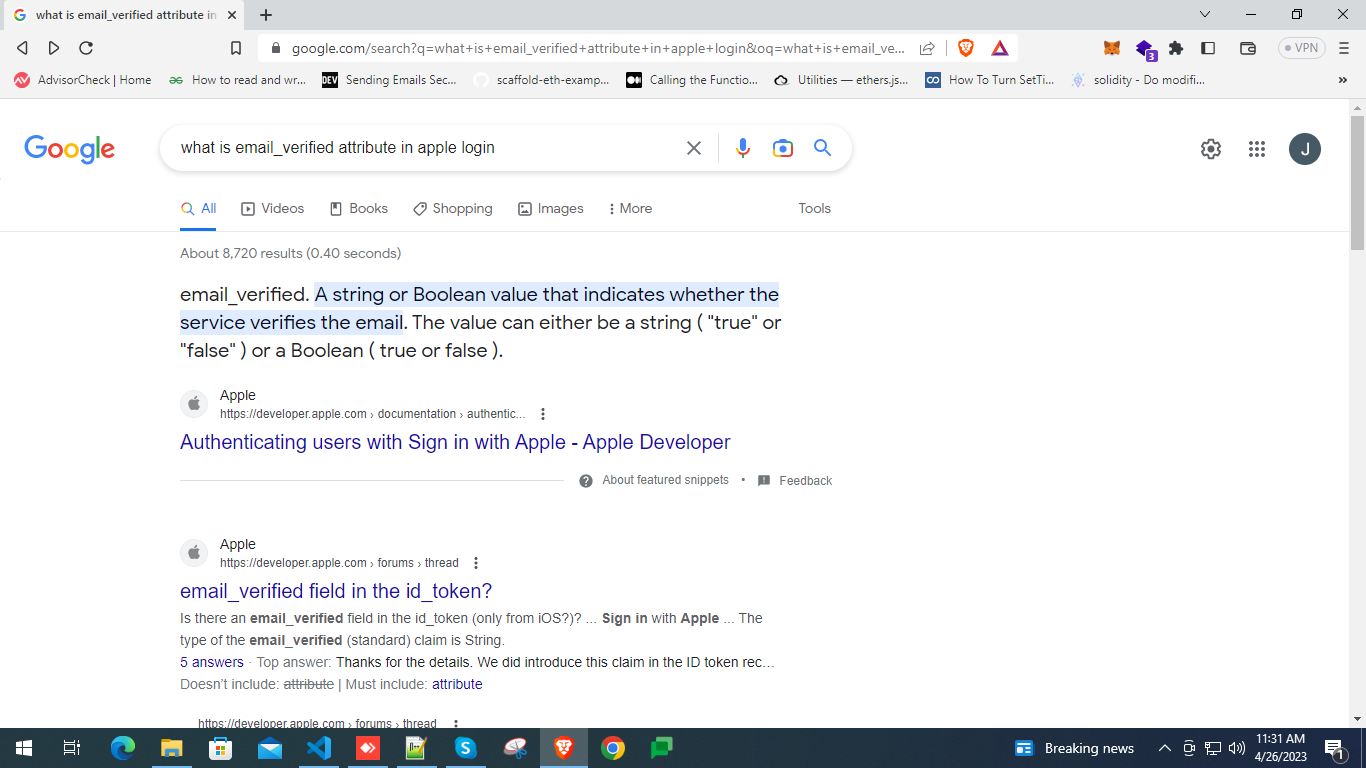 what is email_verified attribute in
google.com/search?q=what+is+email_verified+attribute+in+apple+login&oq=what+is+email_ve...
3
VPN
AdvisorCheck | Home
How to read and wr...
DEV
Sending Emails Sec...
scaffold-eth-examp...
Calling the Functio...
Utilities — ethers.js...
How To Turn SetTi...
solidity - Do modifi...
»
Google
what is email_verified attribute in apple login
J
All
Videos
Books
Shopping
Images
More
Tools
About 8,720 results (0.40 seconds)
email_verified. A string or Boolean value that indicates whether the
service verifies the email. The value can either be a string ( "true" or
"false" ) or a Boolean ( true or false ).
Apple
https://developer.apple.com › documentation › authentic...
Authenticating users with Sign in with Apple - Apple Developer
About featured snippets • Feedback
Apple
https://developer.apple.com › forums › thread
email_verified field in the id_token?
Is there an email_verified field in the id_token (only from iOS?)? ... Sign in with Apple ... The
type of the email_verified (standard) claim is String.
5 answers · Top answer: Thanks for the details. We did introduce this claim in the ID token rec...
Doesn't include: attribute | Must include: attribute
https://developer.apple.com › forums › thread
Breaking news
11:31 AM
4/26/2023
1